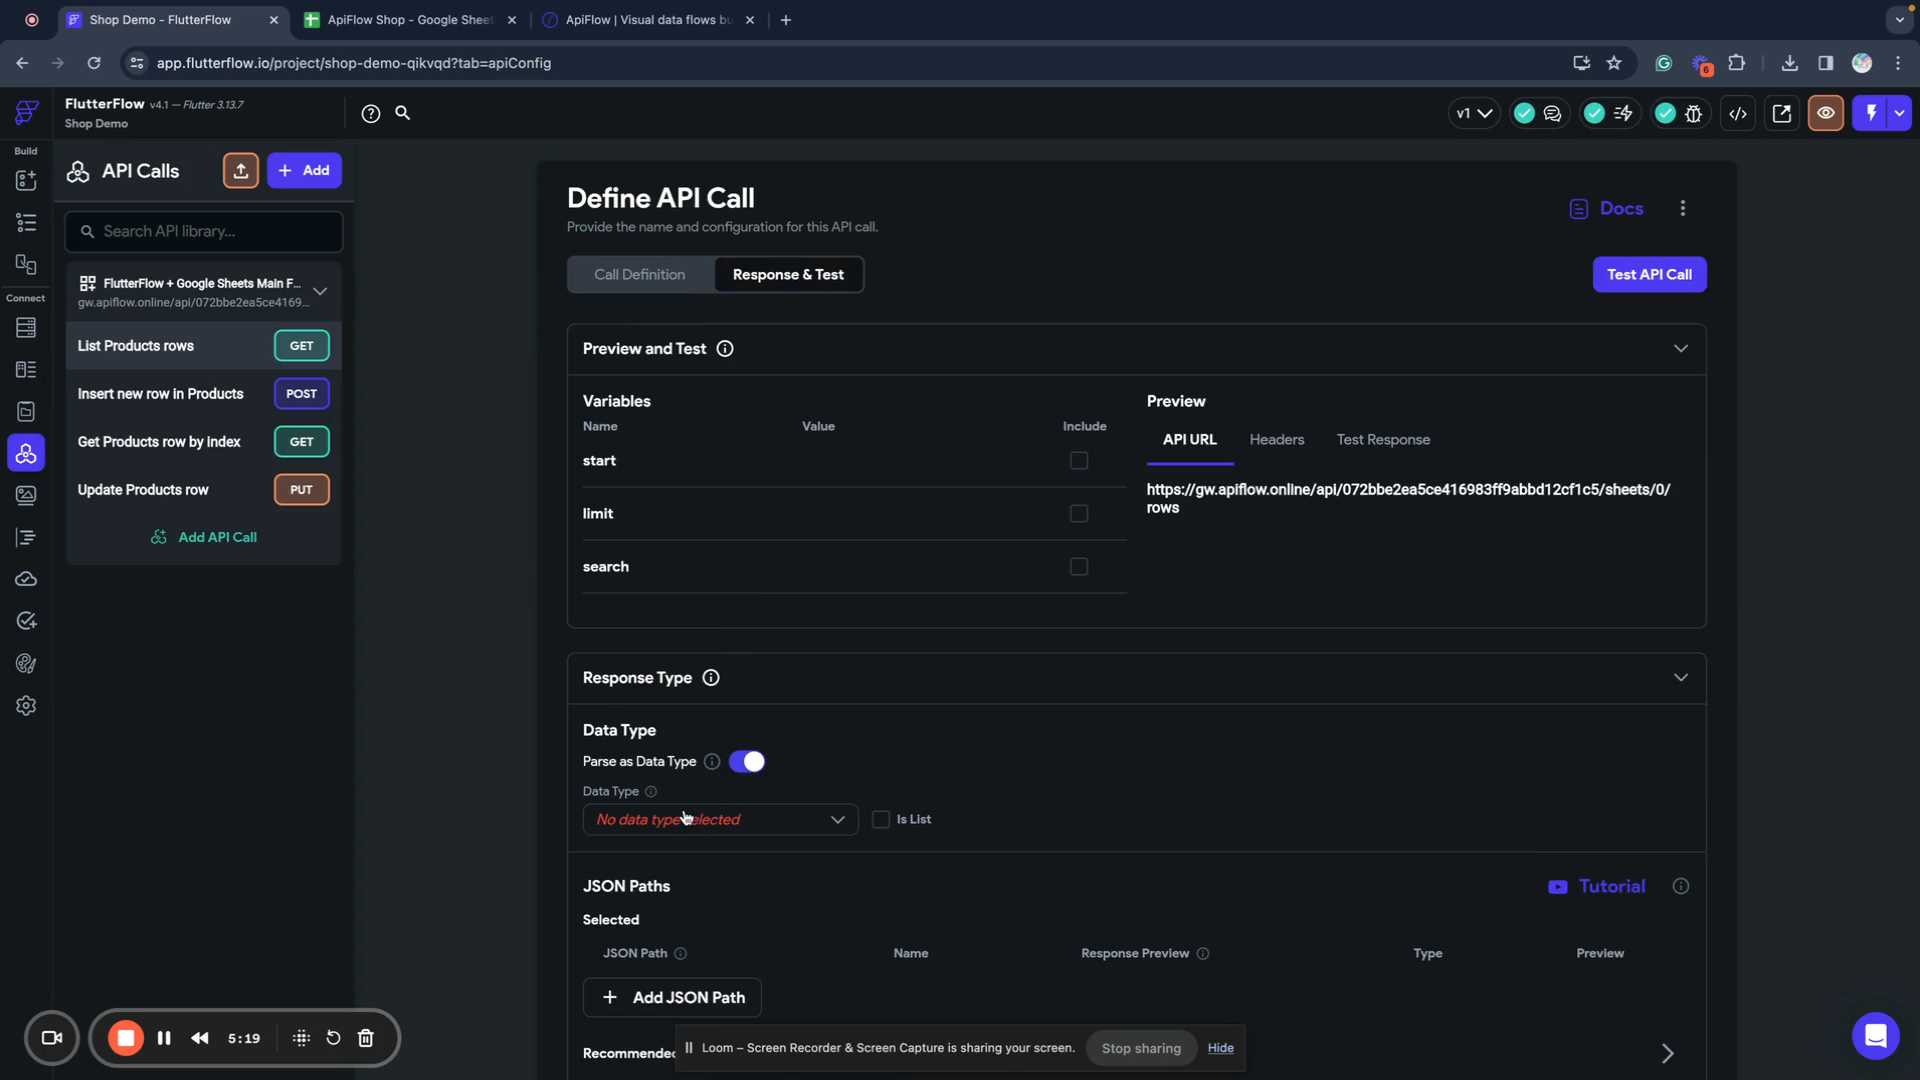 Shop Demo - FlutterFlow
ApiFlow Shop - Google Sheet
ApiFlow | Visual data flows bu
app.flutterflow.io/project/shop-demo-qikvqd?tab=apiConfig
6
FlutterFlow v4.1 — Flutter 3.13.7
Shop Demo
v1
Build
API Calls
Add
Search API library...
FlutterFlow + Google Sheets Main F...
gw.apiflow.online/api/072bbe2ea5ce4169...
Connect
List Products rows GET
Insert new row in Products POST
Get Products row by index GET
Update Products row PUT
Add API Call
Define API Call
Provide the name and configuration for this API call.
Docs
Call Definition
Response & Test
Test API Call
Preview and Test
Variables
Name Value Include
start
limit
search
Preview
API URL Headers Test Response
https://gw.apiflow.online/api/072bbe2ea5ce416983ff9abbd12cf1c5/sheets/0/
rows
Response Type
Data Type
Parse as Data Type
Data Type
No data type selected
Is List
JSON Paths
Tutorial
Selected
JSON Path Name Response Preview Type Preview
Add JSON Path
Recommended
5:19
Loom – Screen Recorder & Screen Capture is sharing your screen.
Stop sharing
Hide